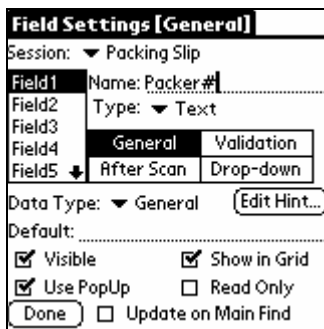 Field Settings [General]
Session: Packing Slip
Field1
Field2
Field3
Field4
Field5
Name: Packer#
Type: Text
General Validation
After Scan Drop-down
Data Type: General Edit Hint...
Default:
Visible Show in Grid
Use PopUp Read Only
Done Update on Main Find